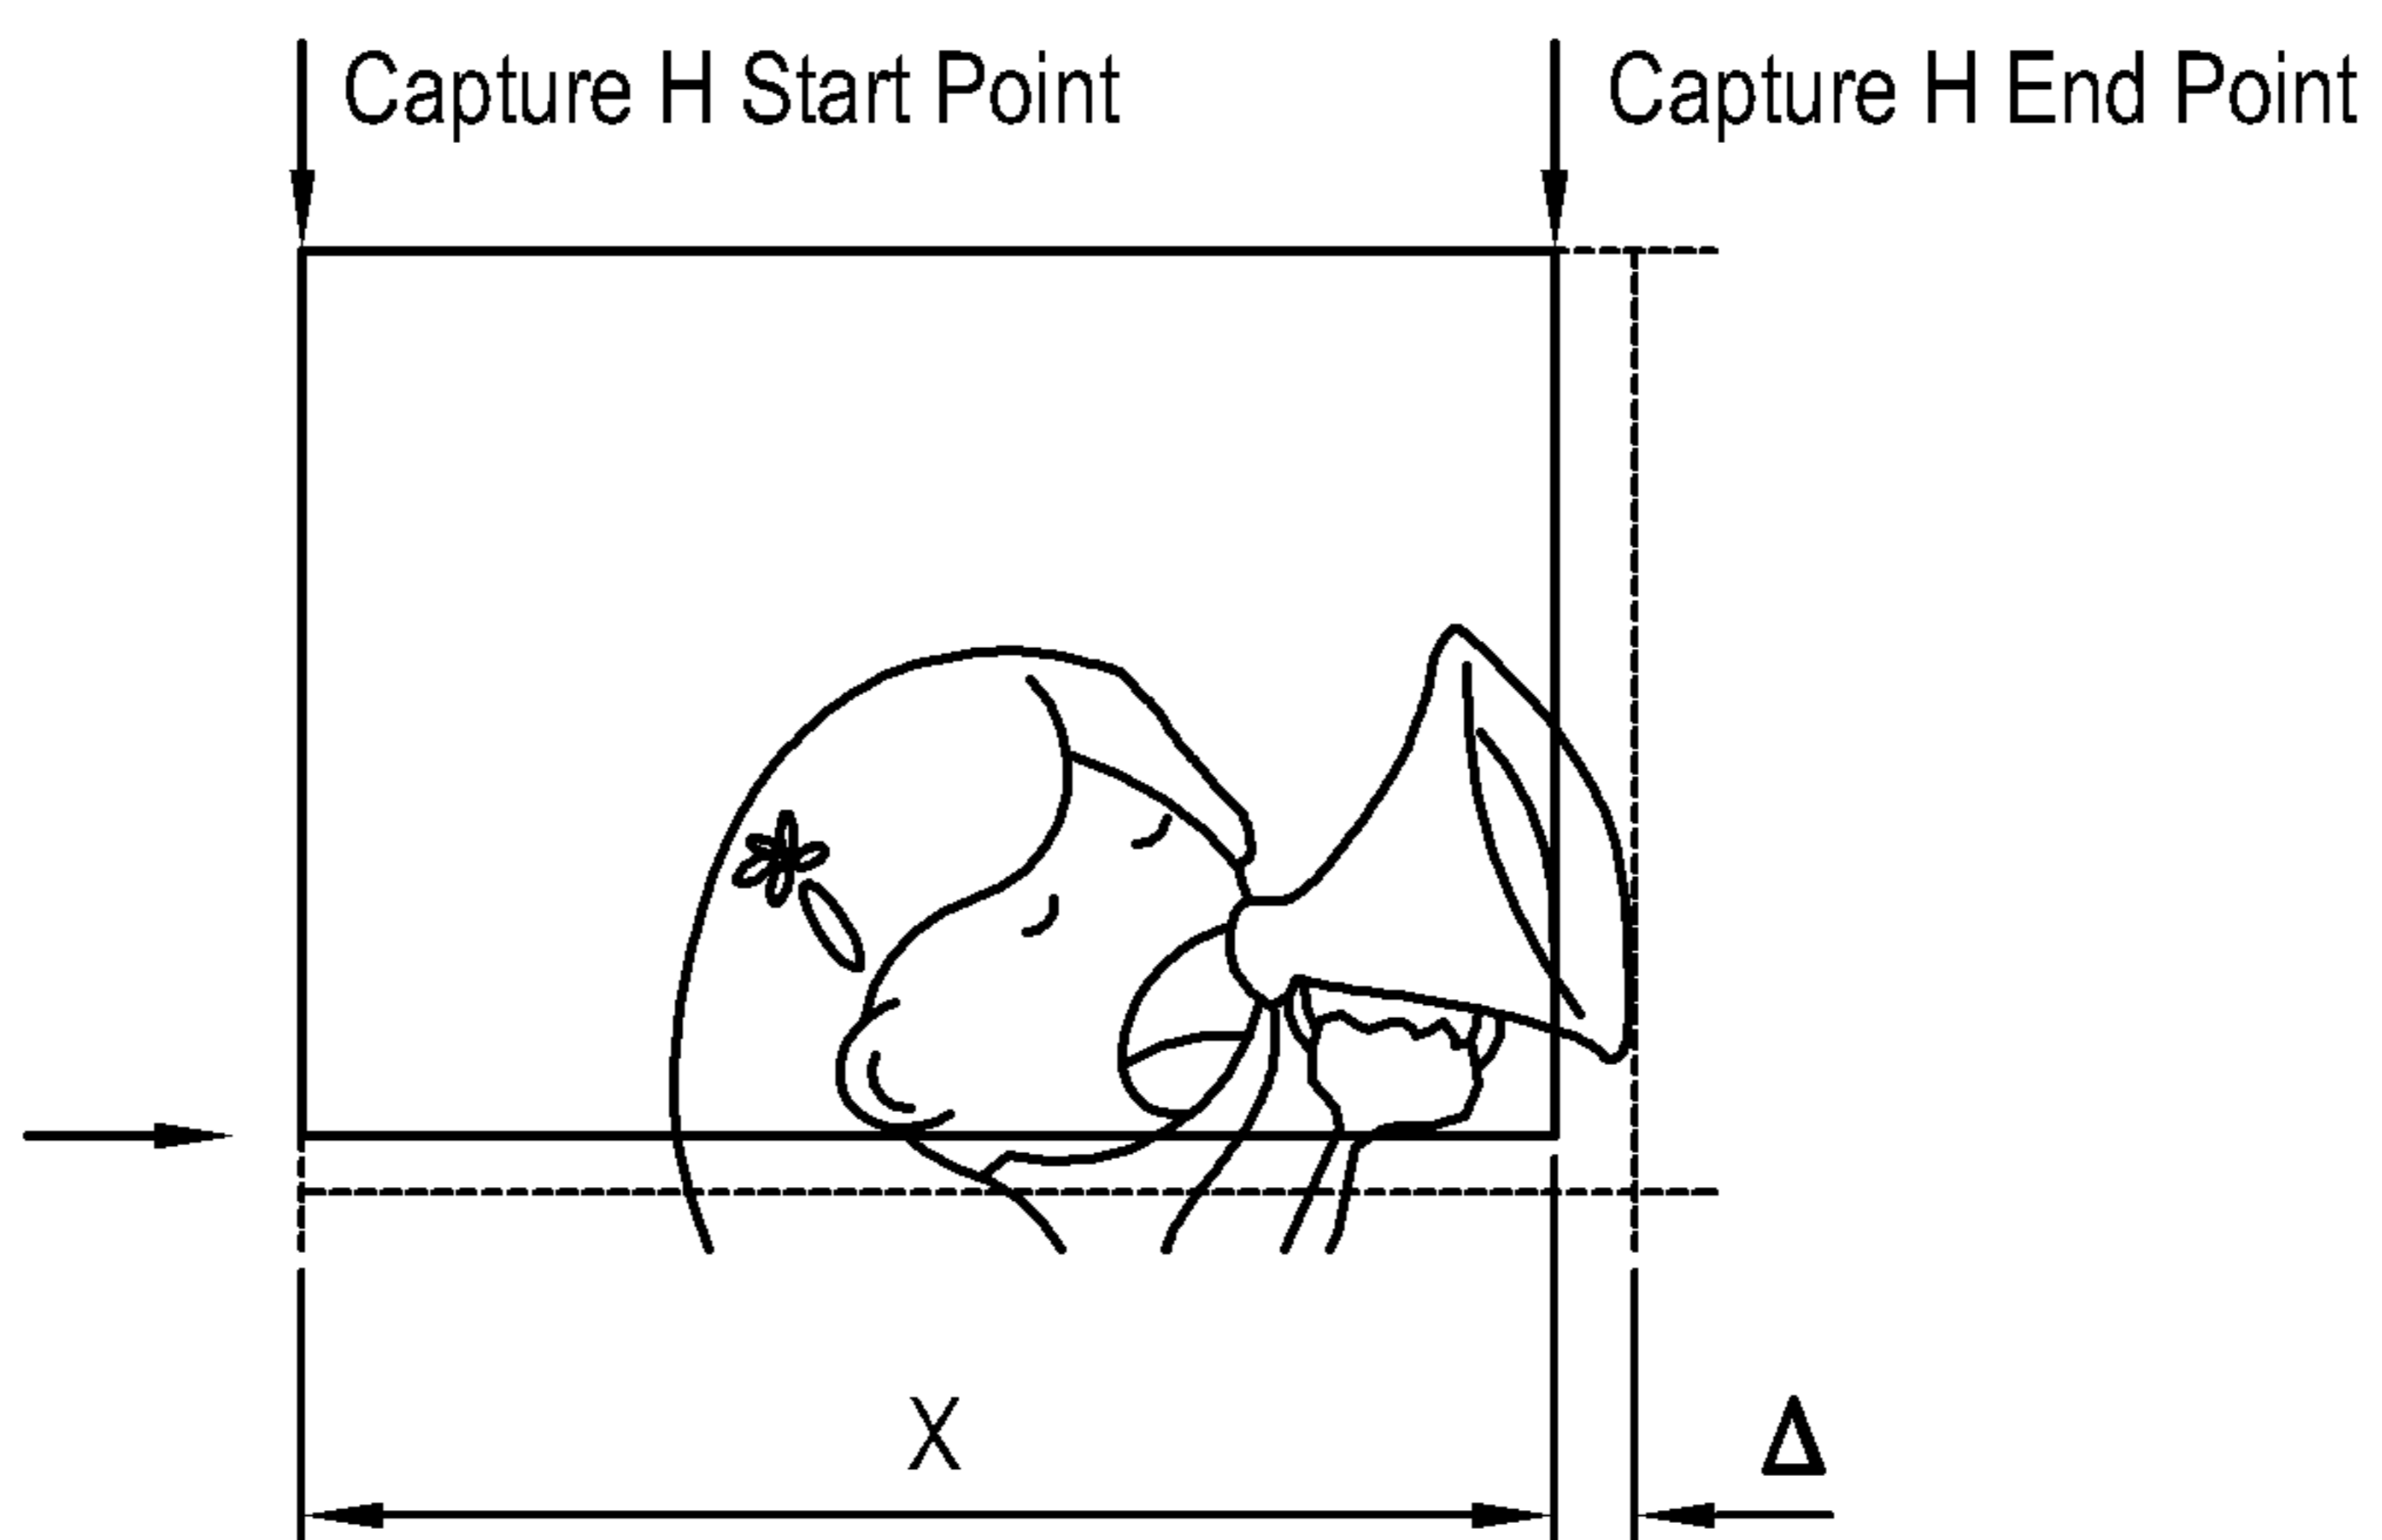 Capture H Start Point
Capture H End Point
X
Δ